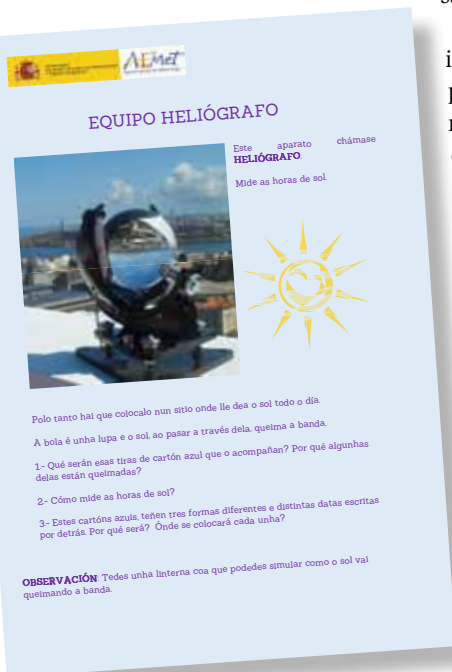 AEMet
EQUIPO HELIÓGRAFO
Este aparato chámase
HELIÓGRAFO.
Mide as horas de sol.
Polo tanto hai que colocalo nun sitio onde lle dea o sol todo o día.
A bola é unha lupa e o sol, ao pasar a través dela, queima a banda.
1.- Qué serán esas tiras de cartón azul que o acompañan? Por qué algunhas
delas están queimadas?
2.- Cómo mide as horas de sol?
3.- Estes cartóns azuis, teñen tres formas diferentes e distintas datas escritas
por detrás. Por qué será? Ónde se colocará cada unha?
OBSERVACIÓN: Tedes unha linterna coa que podedes simular como o sol vai
queimando a banda.